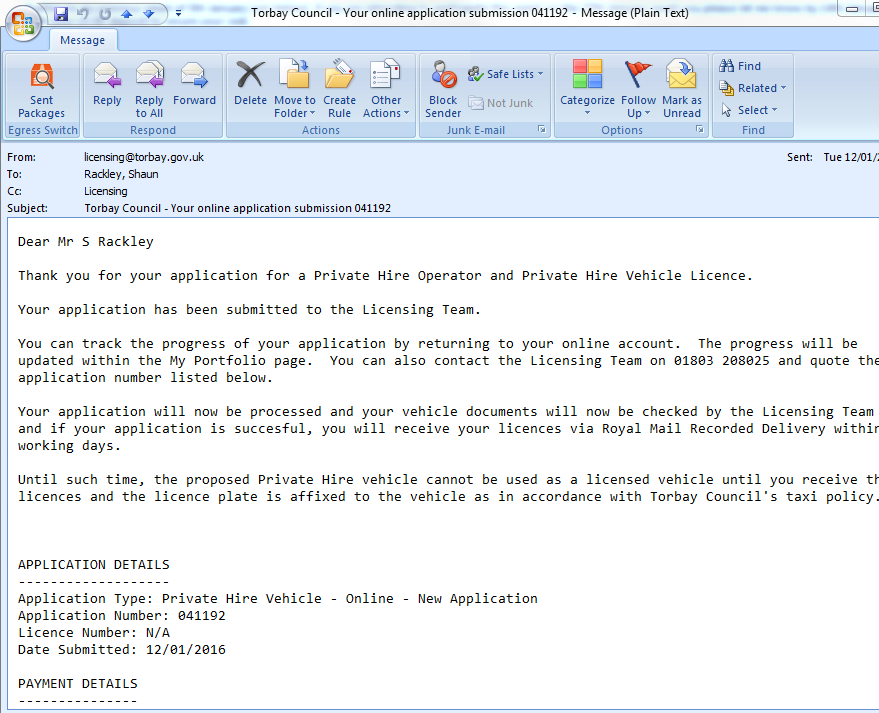 Torbay Council - Your online application submission 041192 - Message (Plain Text)
Message
Sent Packages
Reply
Reply to All
Forward
Delete
Move to Folder
Create Rule
Other Actions
Block Sender
Safe Lists
Not Junk
Categorize
Follow Up
Mark as Unread
Find
Related
Select
Egress Switch
Respond
Actions
Junk E-mail
Options
Find
From: licensing@torbay.gov.uk Sent: Tue 12/01/
To: Rackley, Shaun
Cc: Licensing
Subject: Torbay Council - Your online application submission 041192
Dear Mr S Rackley
Thank you for your application for a Private Hire Operator and Private Hire Vehicle Licence.
Your application has been submitted to the Licensing Team.
You can track the progress of your application by returning to your online account. The progress will be
updated within the My Portfolio page. You can also contact the Licensing Team on 01803 208025 and quote the
application number listed below.
Your application will now be processed and your vehicle documents will now be checked by the Licensing Team
and if your application is succesful, you will receive your licences via Royal Mail Recorded Delivery within
working days.
Until such time, the proposed Private Hire vehicle cannot be used as a licensed vehicle until you receive th
licences and the licence plate is affixed to the vehicle as in accordance with Torbay Council's taxi policy.
APPLICATION DETAILS
-------------------
Application Type: Private Hire Vehicle - Online - New Application
Application Number: 041192
Licence Number: N/A
Date Submitted: 12/01/2016
PAYMENT DETAILS
---------------